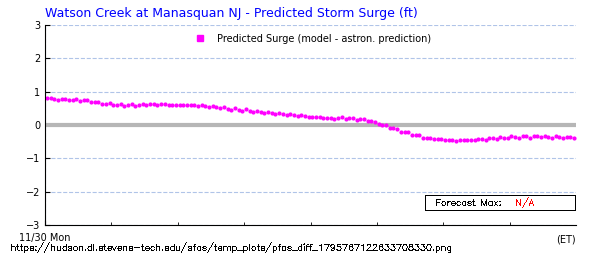 Watson Creek at Manasquan NJ - Predicted Storm Surge (ft)
3
Predicted Surge (model - astron. prediction)
2
1
0
−1
−2
Forecast Max: N/A
−3
11/30 Mon
(ET)
https://hudson.dl.stevens-tech.edu/sfas/temp_plots/pfas_diff_1795767122633708330.png